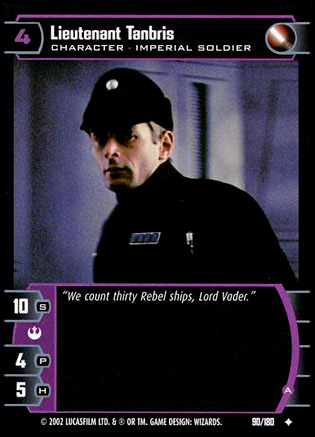 4
Lieutenant Tanbris
CHARACTER · IMPERIAL SOLDIER
"We count thirty Rebel ships, Lord Vader."
10 S
4 P
5 H
A
© 2002 LUCASFILM LTD. & ® OR TM. GAME DESIGN: WIZARDS. 90/180